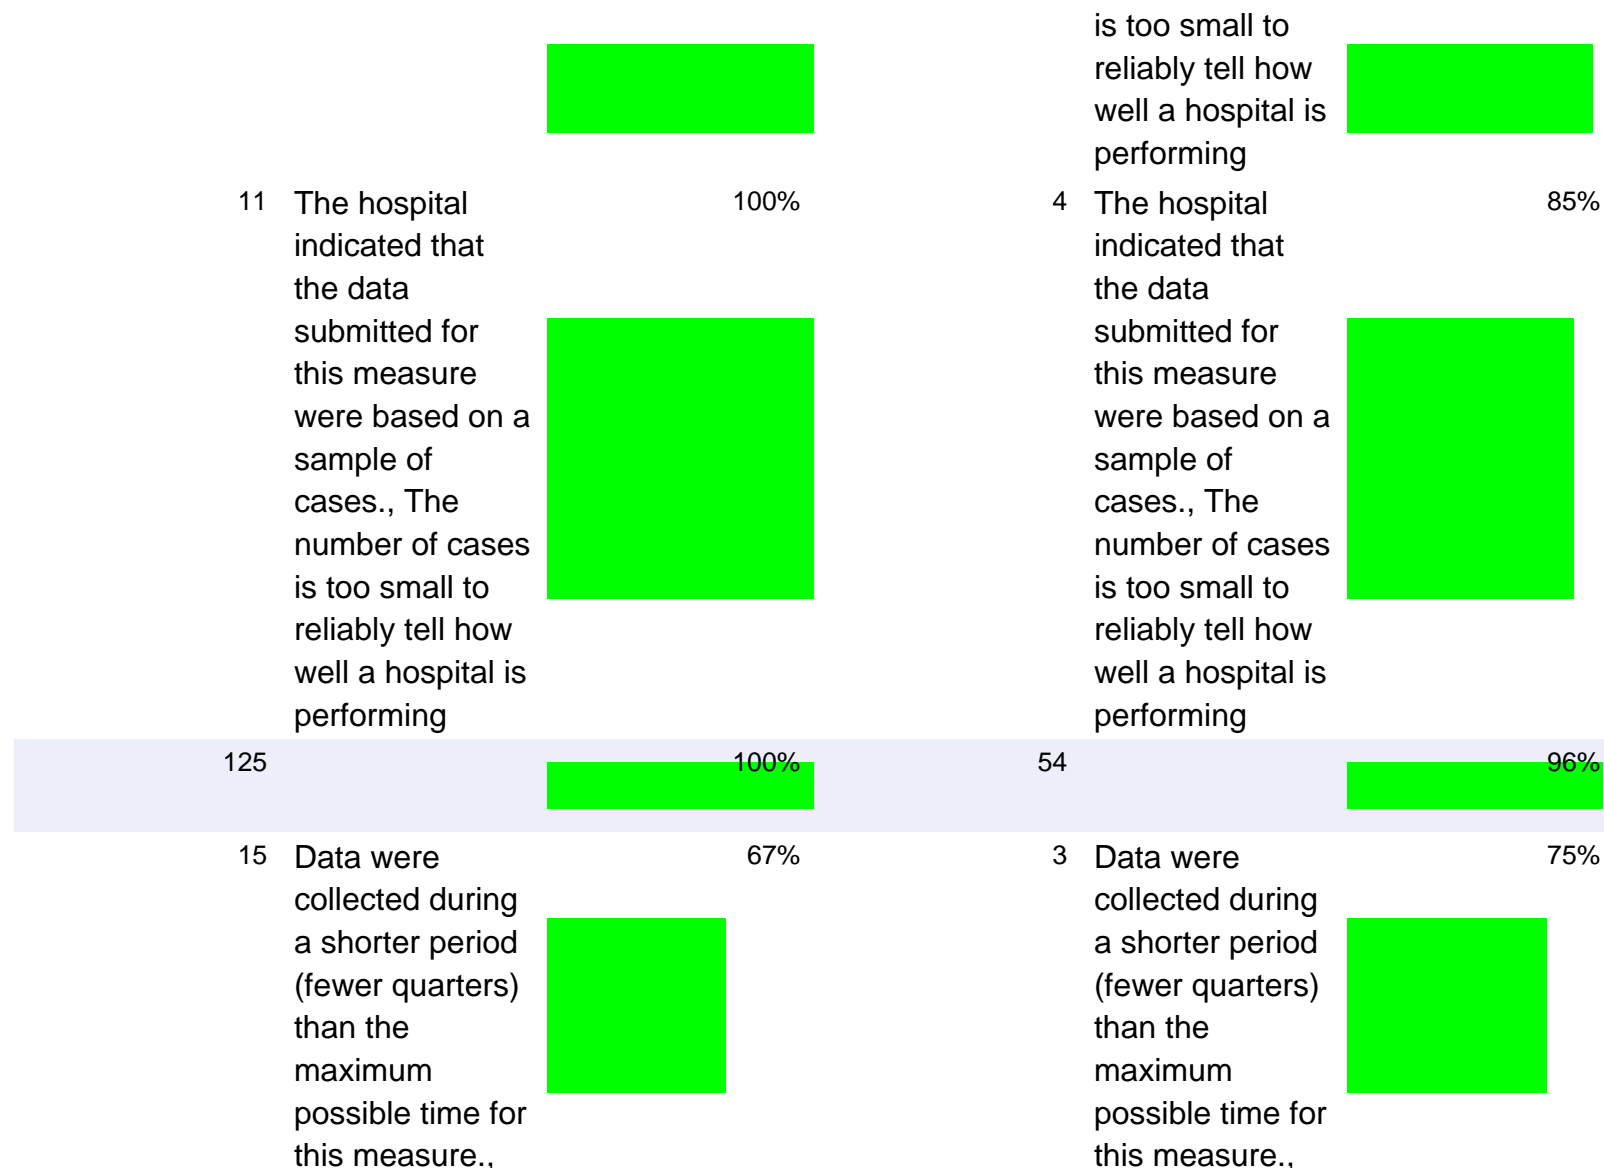 is too small to
reliably tell how
well a hospital is
performing
11 The hospital 100% 4 The hospital 85%
indicated that indicated that
the data the data
submitted for submitted for
this measure this measure
were based on a were based on a
sample of sample of
cases., The cases., The
number of cases number of cases
is too small to is too small to
reliably tell how reliably tell how
well a hospital is well a hospital is
performing performing
125 100% 54 96%
15 Data were 67% 3 Data were 75%
collected during collected during
a shorter period a shorter period
(fewer quarters) (fewer quarters)
than the than the
maximum maximum
possible time for possible time for
this measure., this measure.,